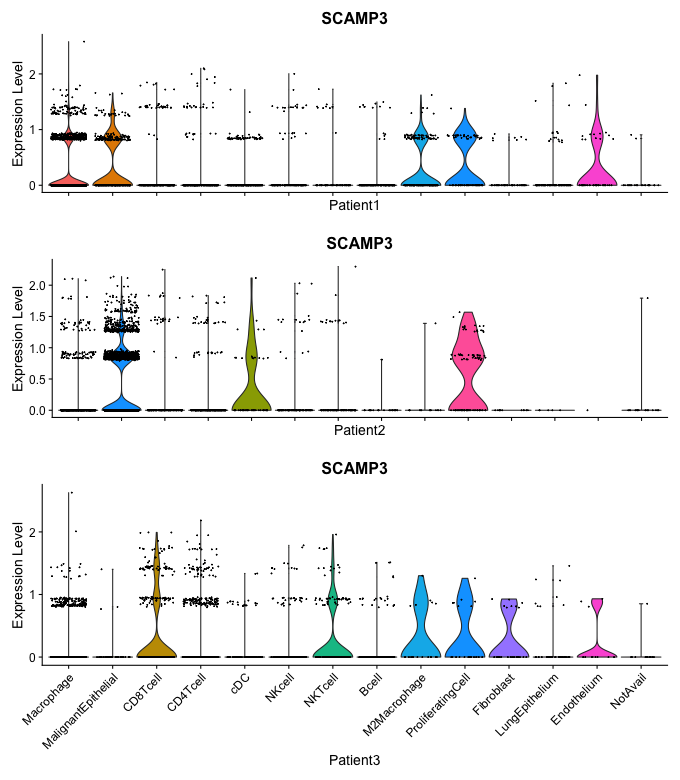 SCAMP3
Expression Level
2
1
0
Patient1
SCAMP3
Expression Level
2.0
1.5
1.0
0.5
0.0
Patient2
SCAMP3
Expression Level
2
1
0
Macrophage
MalignantEpithelial
CD8Tcell
CD4Tcell
cDC
NKcell
NKTcell
Bcell
M2Macrophage
ProliferatingCell
Fibroblast
LungEpithelium
Endothelium
NotAvail
Patient3